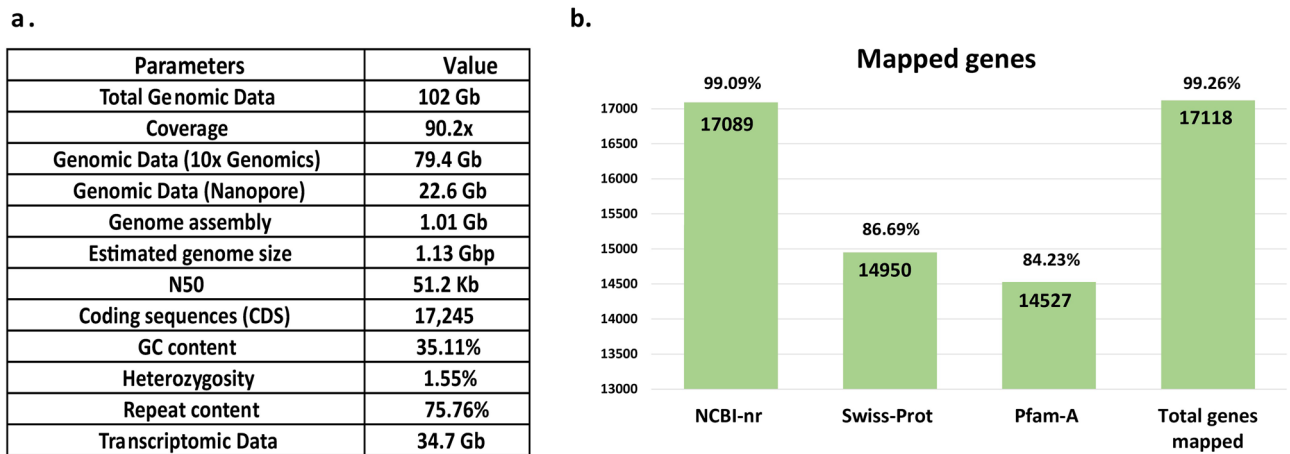 a.
Parameters Value
Total Genomic Data 102 Gb
Coverage 90.2x
Genomic Data (10x Genomics) 79.4 Gb
Genomic Data (Nanopore) 22.6 Gb
Genome assembly 1.01 Gb
Estimated genome size 1.13 Gbp
N50 51.2 Kb
Coding sequences (CDS) 17,245
GC content 35.11%
Heterozygosity 1.55%
Repeat content 75.76%
Transcriptomic Data 34.7 Gb
b.
Mapped genes
99.09% 99.26%
17000 17089 17118
16500
16000
15500
86.69%
15000
14950 84.23%
14500
14527
14000
13500
13000
NCBI-nr Swiss-Prot Pfam-A Total genes
mapped